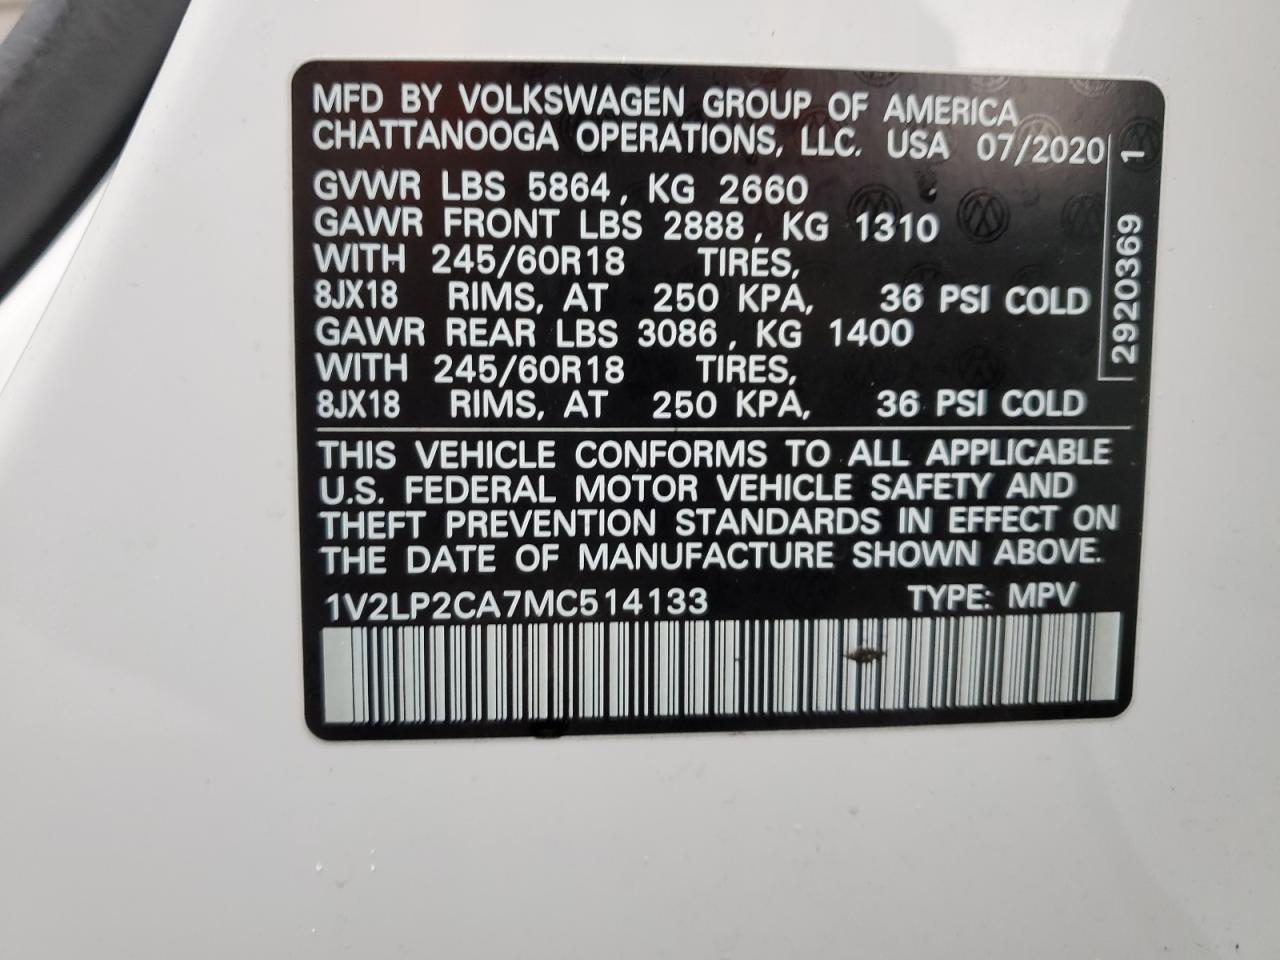 MFD BY VOLKSWAGEN GROUP OF AMERICA
CHATTANOOGA OPERATIONS, LLC. USA 07/2020
GVWR LBS 5864, KG 2660
GAWR FRONT LBS 2888, KG 1310
WITH 245/60R18 TIRES,
8JX18 RIMS, AT 250 KPA, 36 PSI COLD
GAWR REAR LBS 3086, KG 1400
WITH 245/60R18 TIRES,
8JX18 RIMS, AT 250 KPA, 36 PSI COLD
2920369 1
THIS VEHICLE CONFORMS TO ALL APPLICABLE
U.S. FEDERAL MOTOR VEHICLE SAFETY AND
THEFT PREVENTION STANDARDS IN EFFECT ON
THE DATE OF MANUFACTURE SHOWN ABOVE.
1V2LP2CA7MC514133 TYPE: MPV